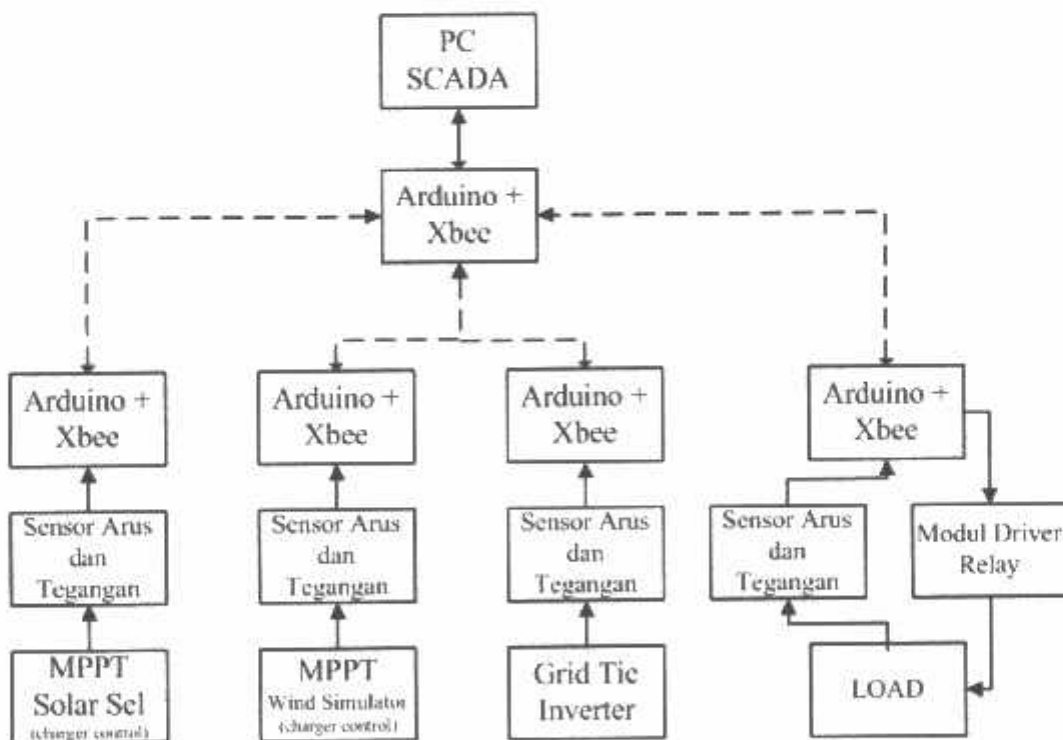 PC
SCADA
Arduino +
Xbee
Arduino +
Xbee
Arduino +
Xbee
Arduino +
Xbee
Arduino +
Xbee
Sensor Arus
dan
Tegangan
Sensor Arus
dan
Tegangan
Sensor Arus
dan
Tegangan
Sensor Arus
dan
Tegangan
Modul Driver
Relay
MPPT
Solar Sel
(charger control)
MPPT
Wind Simulator
(charger control)
Grid Tie
Inverter
LOAD